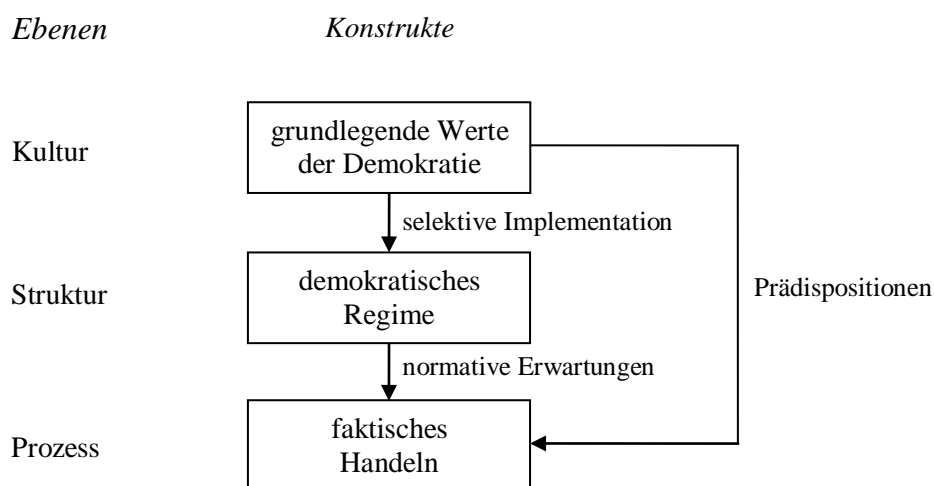 Ebenen Konstrukte
Kultur
grundlegende Werte
der Demokratie
selektive Implementation
Struktur
demokratisches
Regime
Prädispositionen
normative Erwartungen
Prozess
faktisches
Handeln